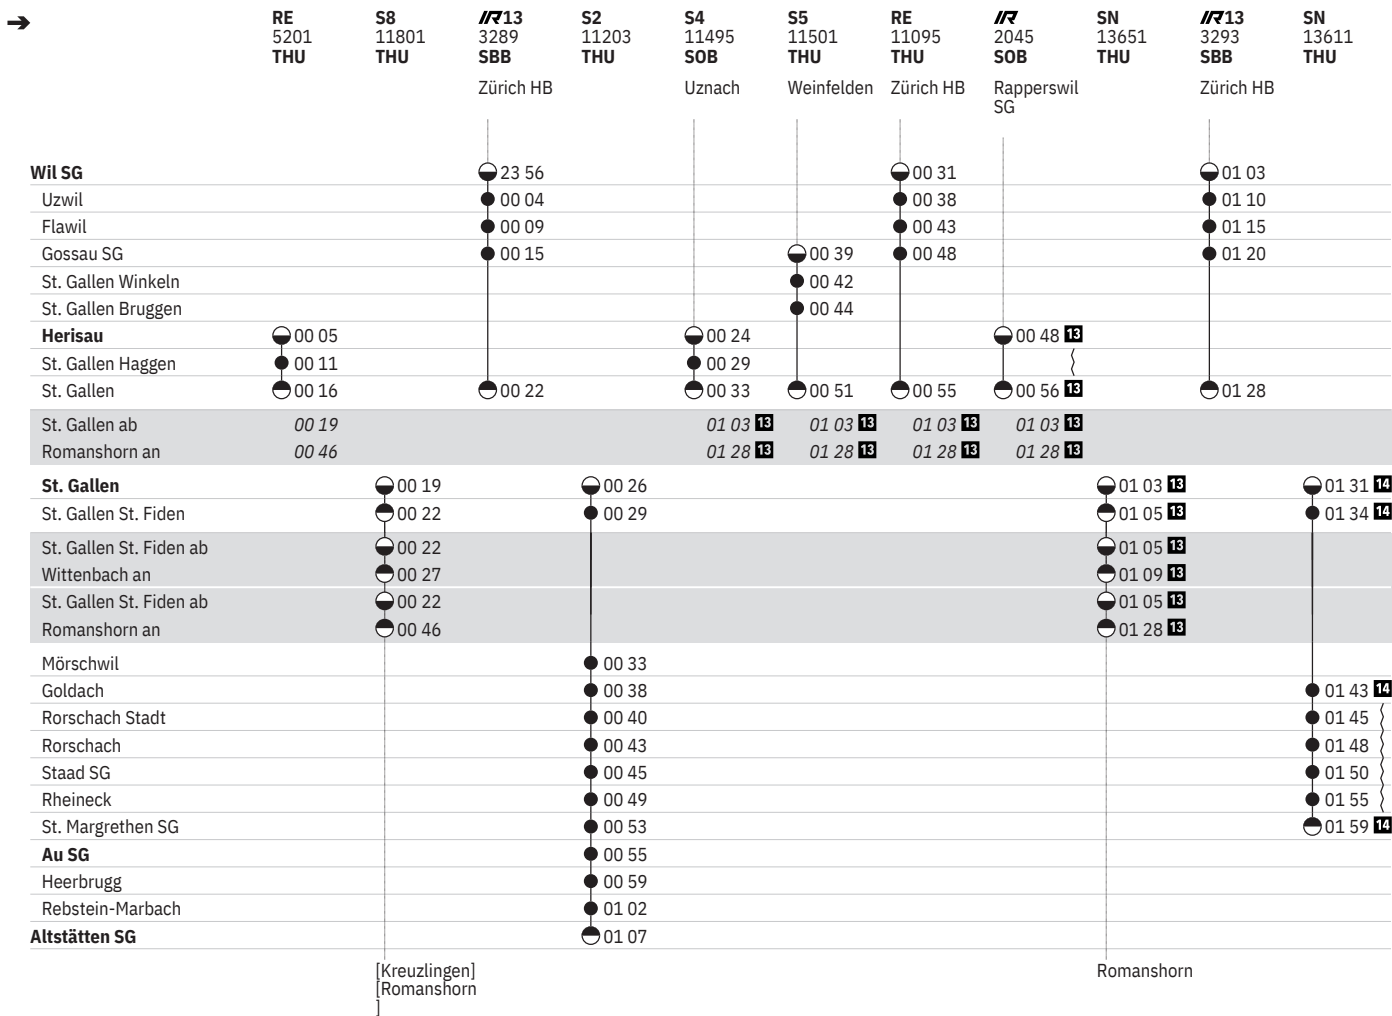 ➔ RE S8 IR13 S2 S4 S5 RE IR SN IR13 SN
5201 11801 3289 11203 11495 11501 11095 2045 13651 3293 13611
THU THU SBB THU SOB THU THU SOB THU SBB THU
Zürich HB Uznach Weinfelden Zürich HB Rapperswil Zürich HB
SG
Wil SG 23 56 00 31 01 03
Uzwil 00 04 00 38 01 10
Flawil 00 09 00 43 01 15
Gossau SG 00 15 00 39 00 48 01 20
St. Gallen Winkeln 00 42
St. Gallen Bruggen 00 44
Herisau 00 05 00 24 00 48 13
St. Gallen Haggen 00 11 00 29
St. Gallen 00 16 00 22 00 33 00 51 00 55 00 56 13 01 28
St. Gallen ab 00 19 01 03 13 01 03 13 01 03 13 01 03 13
Romanshorn an 00 46 01 28 13 01 28 13 01 28 13 01 28 13
St. Gallen 00 19 00 26 01 03 13 01 31 14
St. Gallen St. Fiden 00 22 00 29 01 05 13 01 34 14
St. Gallen St. Fiden ab 00 22 01 05 13
Wittenbach an 00 27 01 09 13
St. Gallen St. Fiden ab 00 22 01 05 13
Romanshorn an 00 46 01 28 13
Mörschwil 00 33
Goldach 00 38 01 43 14
Rorschach Stadt 00 40 01 45
Rorschach 00 43 01 48
Staad SG 00 45 01 50
Rheineck 00 49 01 55
St. Margrethen SG 00 53 01 59 14
Au SG 00 55
Heerbrugg 00 59
Rebstein-Marbach 01 02
Altstätten SG 01 07
[Kreuzlingen] Romanshorn
[Romanshorn
]